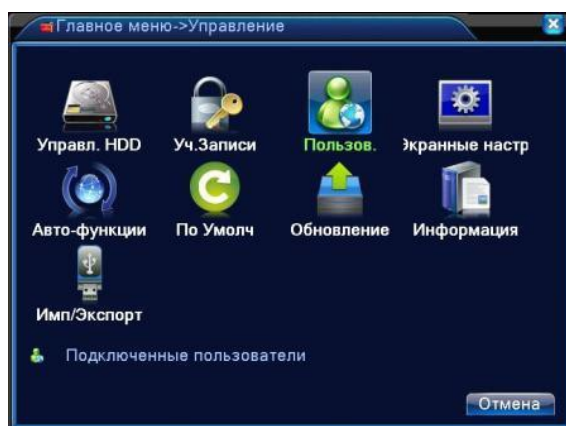 Главное меню->Управление
Управл. HDD Уч.Записи Пользов. Экранные настр
Авто-функции По Умолч Обновление Информация
Имп/Экспорт
Подключенные пользователи
Отмена